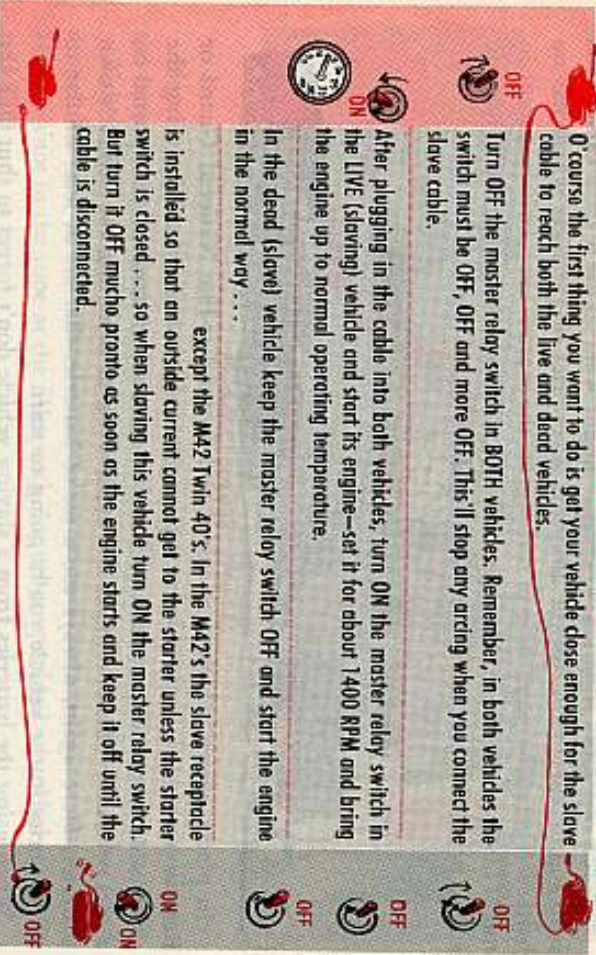 O'course the first thing you want to do is get your vehicle close enough for the slave
cable to reach both the live and dead vehicles.
OFF
Turn OFF the master relay switch in BOTH vehicles. Remember, in both vehicles the
switch must be OFF, OFF and more OFF. This'll stop any arcing when you connect the
slave cable.
OFF
ON
After plugging in the cable into both vehicles, turn ON the master relay switch in
the LIVE (slaving) vehicle and start its engine—set it for about 1400 RPM and bring
the engine up to normal operating temperature.
OFF
In the dead (slave) vehicle keep the master relay switch OFF and start the engine
in the normal way . . .
OFF
except the M42 Twin 40's. In the M42's the slave receptacle
is installed so that an outside current cannot get to the starter unless the starter
switch is closed . . . so when slaving this vehicle turn ON the master relay switch.
But turn it OFF mucho pronto as soon as the engine starts and keep it off until the
cable is disconnected.
ON
ON
OFF